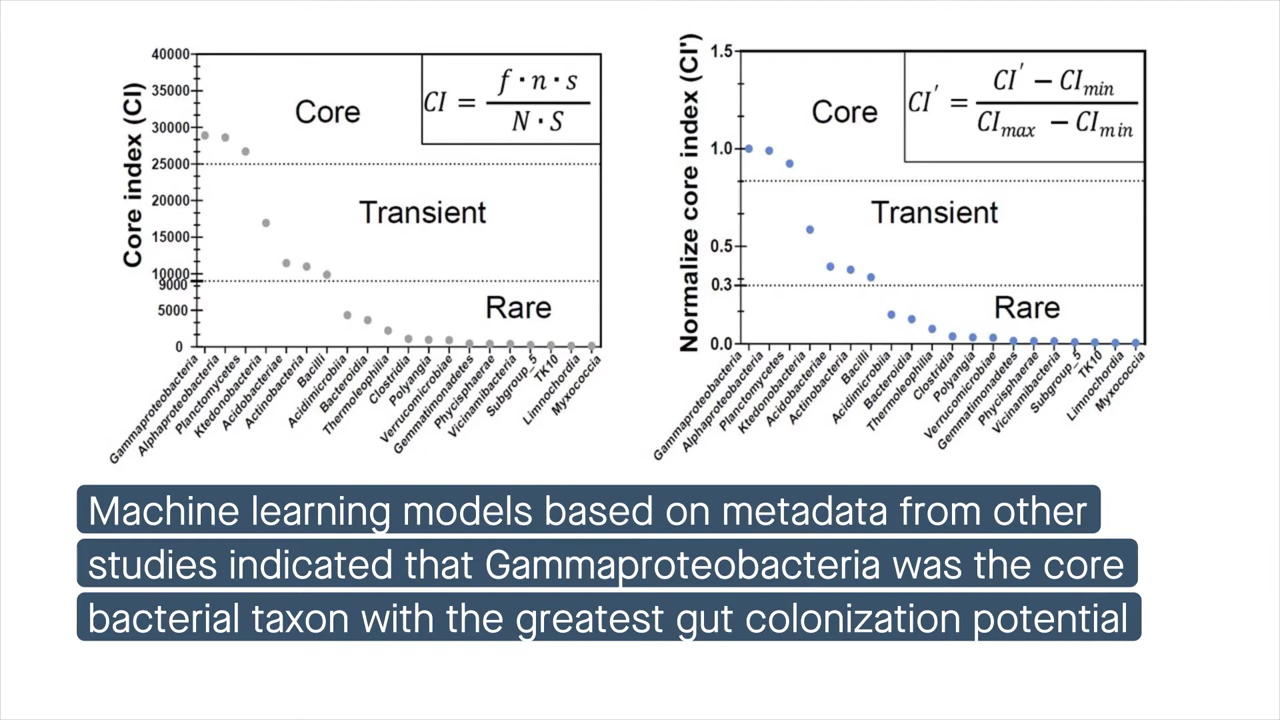 Core index (CI)
40000
35000
30000
25000
20000
15000
10000
9000
5000
0
Core
Transient
Rare
CI = f · n · s / N · S
Gammaproteobacteria
Alphaproteobacteria
Planctomycetes
Ktedonobacteria
Acidobacteriae
Actinobacteria
Bacilli
Acidimicrobiia
Bacteroidia
Thermoleophilia
Clostridia
Polyangia
Verrucomicrobiae
Gemmatimonadetes
Phycisphaerae
Vicinamibacteria
Subgroup_5
TK10
Limnochordia
Myxococcia
Normalize core index (CI')
1.5
1.0
0.5
0.3
0.0
Core
Transient
Rare
CI' = CI' − CImin / CImax − CImin
Gammaproteobacteria
Alphaproteobacteria
Planctomycetes
Ktedonobacteria
Acidobacteriae
Actinobacteria
Bacilli
Acidimicrobiia
Bacteroidia
Thermoleophilia
Clostridia
Polyangia
Verrucomicrobiae
Gemmatimonadetes
Phycisphaerae
Vicinamibacteria
Subgroup_5
TK10
Limnochordia
Myxococcia
Machine learning models based on metadata from other
studies indicated that Gammaproteobacteria was the core
bacterial taxon with the greatest gut colonization potential